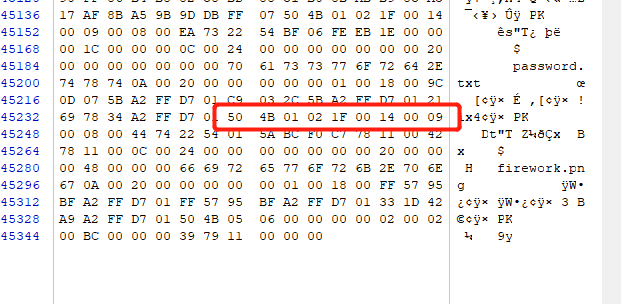 45136 17 AF 8B A5 9B 9D DB FF 07 50 4B 01 02 1F 00 14 ¯‹¥› Ûÿ PK
45152 00 09 00 08 00 EA 73 22 54 BF 06 FE EB 1E 00 00 ês"T¿ þë
45168 00 1C 00 00 00 0C 00 24 00 00 00 00 00 00 00 20 $
45184 00 00 00 00 00 00 00 70 61 73 73 77 6F 72 64 2E password.
45200 74 78 74 0A 00 20 00 00 00 00 00 01 00 18 00 9C txt œ
45216 0D 07 5B A2 FF D7 01 C9 03 2C 5B A2 FF D7 01 21 [¢ÿ× É ,[¢ÿ× !
45232 69 78 34 A2 FF D7 01 50 4B 01 02 1F 00 14 00 09 ix4¢ÿ× PK
45248 00 08 00 44 74 22 54 01 5A BC F0 C7 78 11 00 42 Dt"T Z¼ðÇx B
45264 78 11 00 0C 00 24 00 00 00 00 00 00 00 20 00 00 x $
45280 00 48 00 00 00 66 69 72 65 77 6F 72 6B 2E 70 6E H firework.pn
45296 67 0A 00 20 00 00 00 00 00 01 00 18 00 FF 57 95 g ÿW•
45312 BF A2 FF D7 01 FF 57 95 BF A2 FF D7 01 33 1D 42 ¿¢ÿ× ÿW•¿¢ÿ× 3 B
45328 A9 A2 FF D7 01 50 4B 05 06 00 00 00 00 02 00 02 ©¢ÿ× PK
45344 00 BC 00 00 00 39 79 11 00 00 00 ¼ 9y